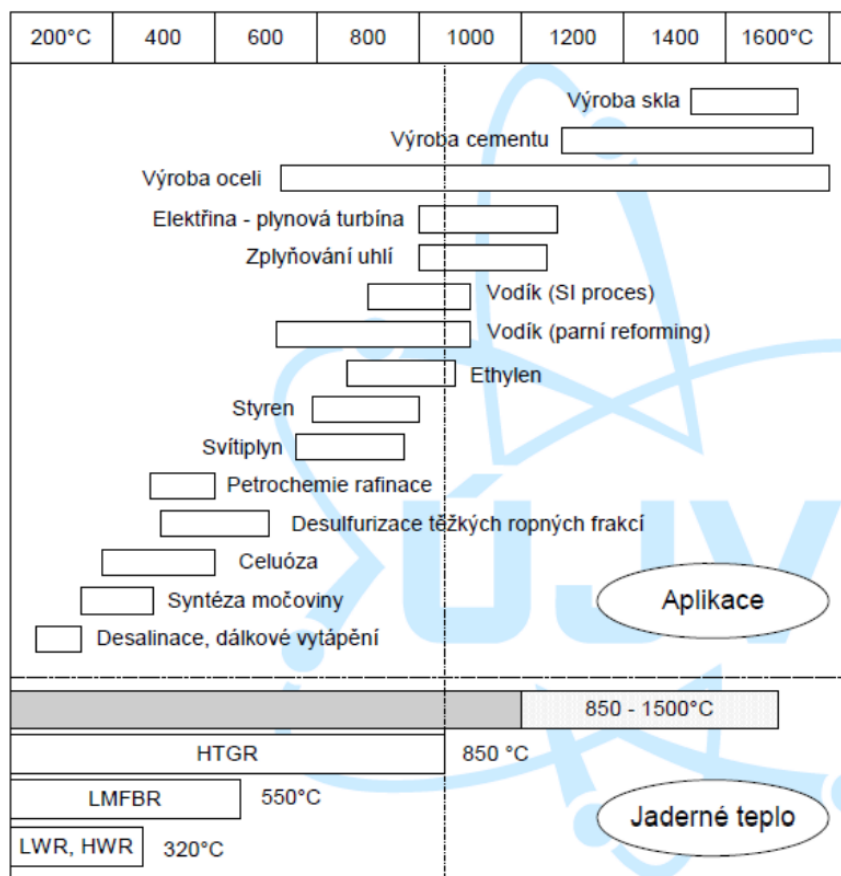 200°C 400 600 800 1000 1200 1400 1600°C
Výroba skla
Výroba cementu
Výroba oceli
Elektřina - plynová turbína
Zplyňování uhlí
Vodík (SI proces)
Vodík (parní reforming)
Ethylen
Styren
Svítiplyn
Petrochemie rafinace
Desulfurizace těžkých ropných frakcí
Celuóza
Syntéza močoviny
Aplikace
Desalinace, dálkové vytápění
850 - 1500°C
HTGR 850 °C
LMFBR 550°C
Jaderné teplo
LWR, HWR 320°C
ÚJV